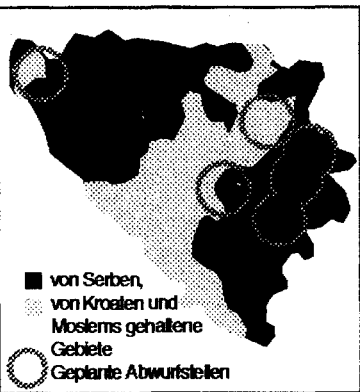 von Serben,
von Kroaten und
Moslems gehaltene
Gebiete
Geplante Abwurfstellen